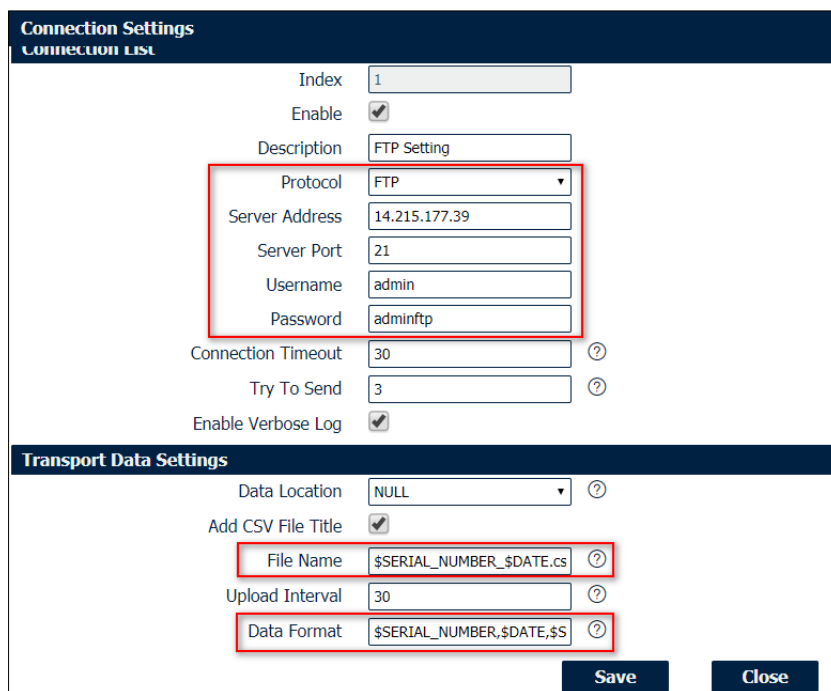 Connection Settings
Connection List
Index 1
Enable
Description FTP Setting
Protocol FTP
Server Address 14.215.177.39
Server Port 21
Username admin
Password adminftp
Connection Timeout 30 ?
Try To Send 3 ?
Enable Verbose Log
Transport Data Settings
Data Location NULL ?
Add CSV File Title
File Name $SERIAL_NUMBER_$DATE.cs ?
Upload Interval 30 ?
Data Format $SERIAL_NUMBER,$DATE,$S ?
Save Close